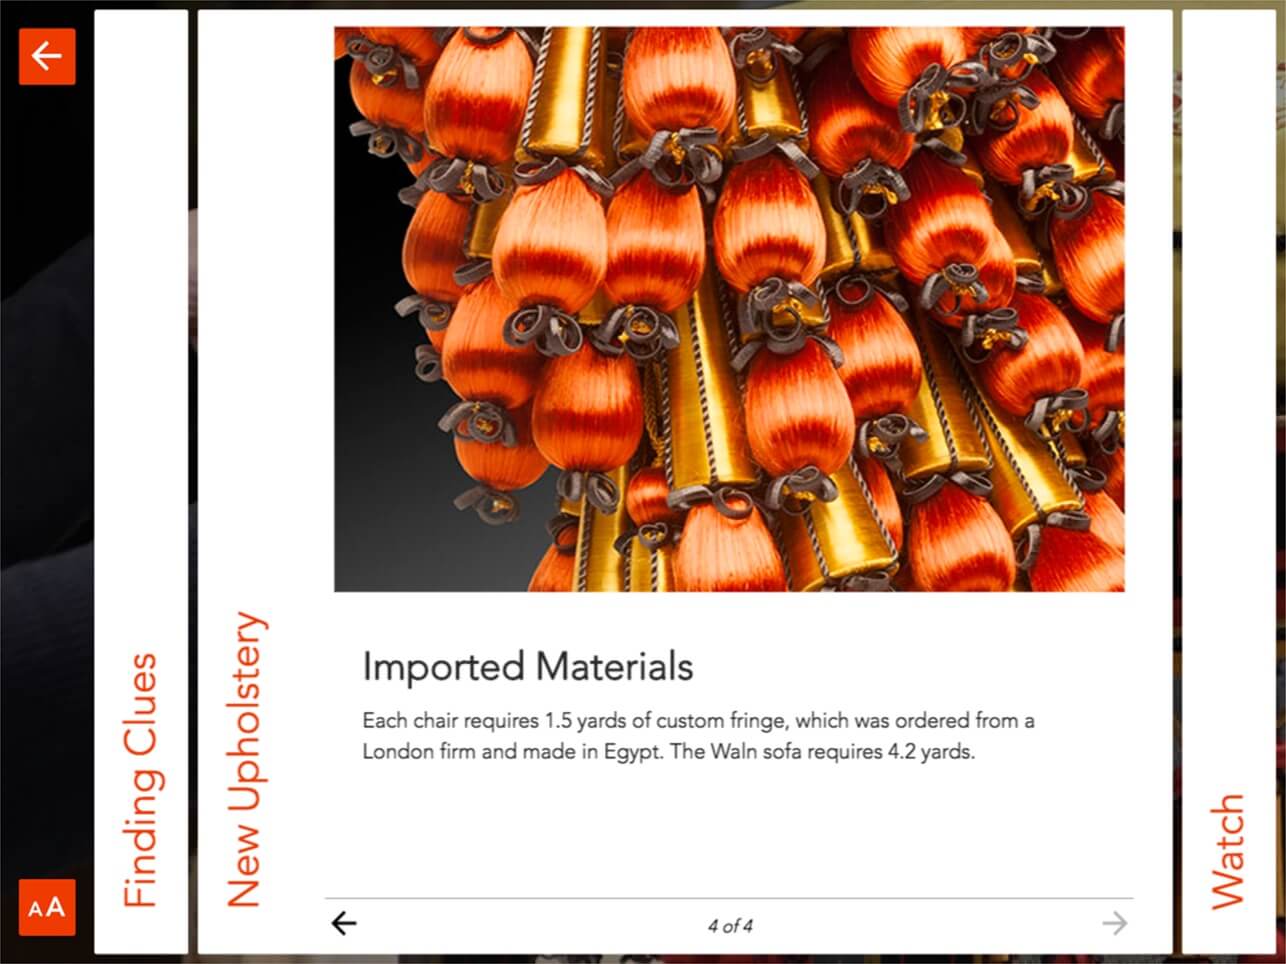 Finding Clues
New Upholstery
Imported Materials
Each chair requires 1.5 yards of custom fringe, which was ordered from a
London firm and made in Egypt. The Waln sofa requires 4.2 yards.
4 of 4
Watch
AA